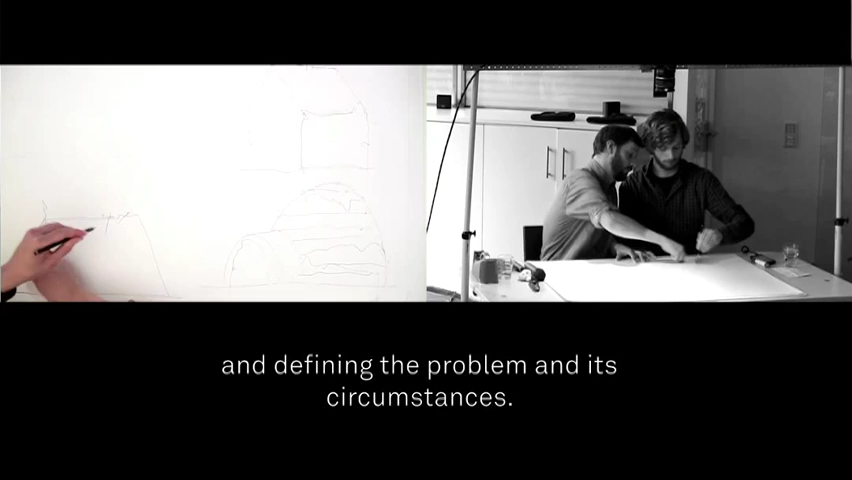 and defining the problem and its
circumstances.